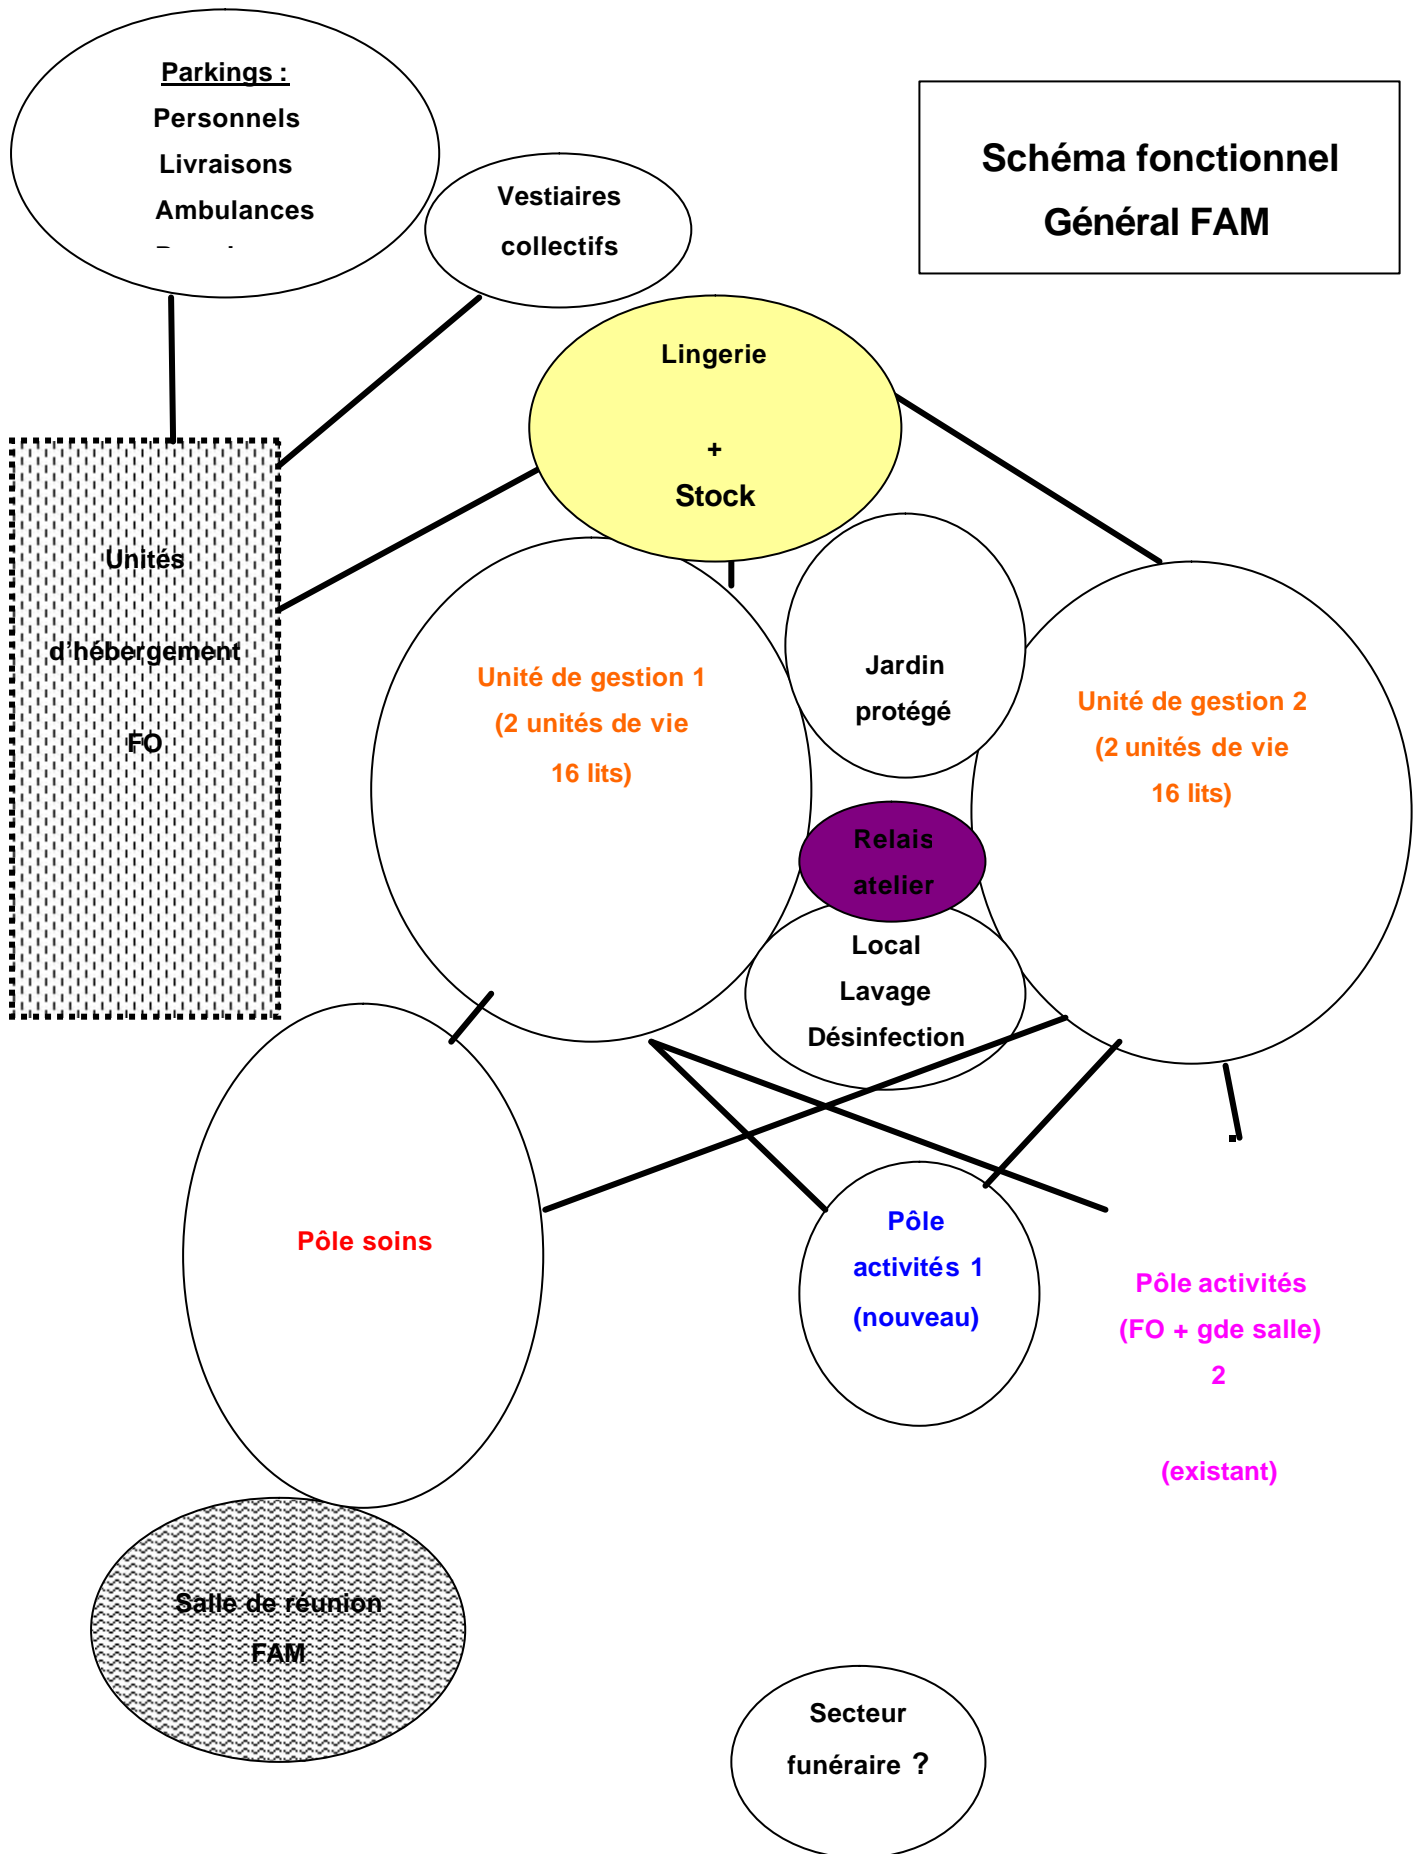 Parkings :
Personnels
Livraisons
Ambulances
Vestiaires
collectifs
Schéma fonctionnel
Général FAM
Lingerie
+
Stock
Unités
d'hébergement
FO
Unité de gestion 1
(2 unités de vie
16 lits)
Jardin
protégé
Unité de gestion 2
(2 unités de vie
16 lits)
Relais
atelier
Local
Lavage
Désinfection
Pôle soins
Pôle
activités 1
(nouveau)
Pôle activités
(FO + gde salle)
2
(existant)
Salle de réunion
FAM
Secteur
funéraire ?